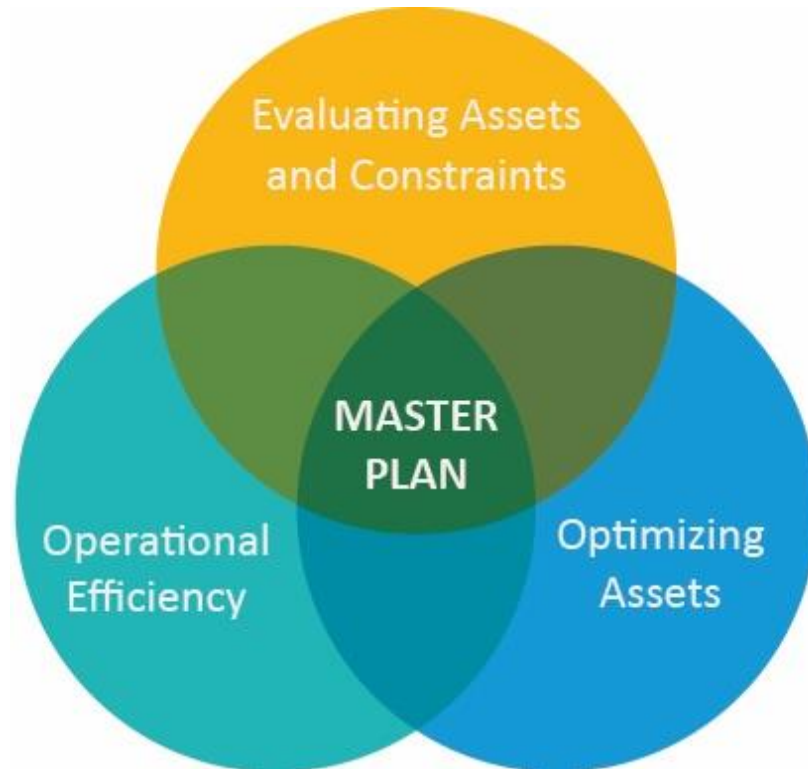 Evaluating Assets
and Constraints
MASTER
PLAN
Operational
Efficiency
Optimizing
Assets